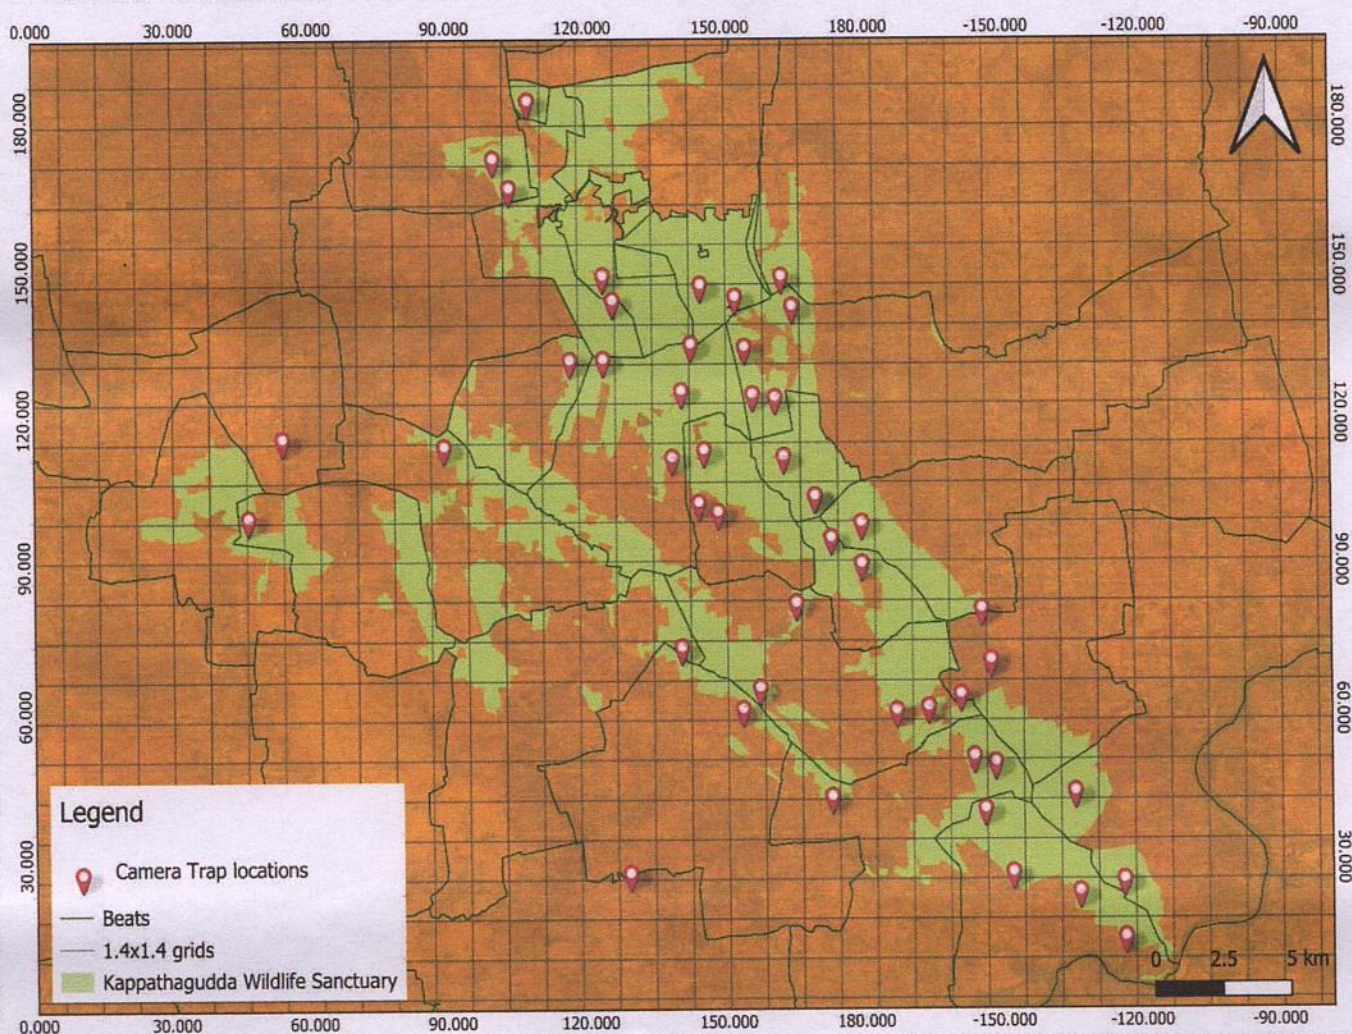 0.000 30.000 60.000 90.000 120.000 150.000 180.000 -150.000 -120.000 -90.000
180.000
150.000
120.000
90.000
60.000
30.000
180.000
150.000
120.000
90.000
60.000
30.000
Legend
Camera Trap locations
Beats
1.4x1.4 grids
Kappathagudda Wildlife Sanctuary
0 2.5 5 km
0.000 30.000 60.000 90.000 120.000 150.000 180.000 -150.000 -120.000 -90.000